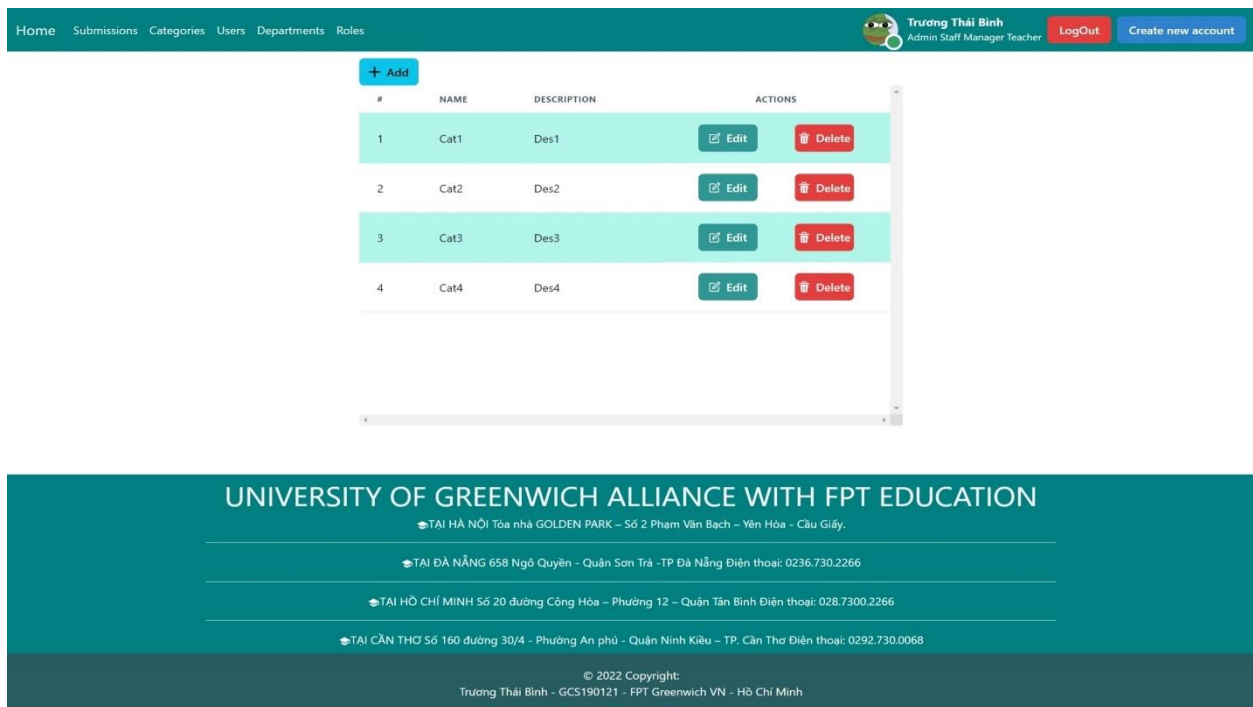 Home Submissions Categories Users Departments Roles
Trương Thái Bình
Admin Staff Manager Teacher
LogOut
Create new account
+ Add
# NAME DESCRIPTION ACTIONS
1 Cat1 Des1 Edit Delete
2 Cat2 Des2 Edit Delete
3 Cat3 Des3 Edit Delete
4 Cat4 Des4 Edit Delete
UNIVERSITY OF GREENWICH ALLIANCE WITH FPT EDUCATION
TẠI HÀ NỘI Tòa nhà GOLDEN PARK – Số 2 Phạm Văn Bạch – Yên Hòa - Cầu Giấy.
TẠI ĐÀ NẴNG 658 Ngô Quyền - Quận Sơn Trà -TP Đà Nẵng Điện thoại: 0236.730.2266
TẠI HỒ CHÍ MINH Số 20 đường Cộng Hòa – Phường 12 – Quận Tân Bình Điện thoại: 028.7300.2266
TẠI CẦN THƠ Số 160 đường 30/4 - Phường An phú - Quận Ninh Kiều – TP. Cần Thơ Điện thoại: 0292.730.0068
© 2022 Copyright:
Trương Thái Bình - GCS190121 - FPT Greenwich VN - Hồ Chí Minh